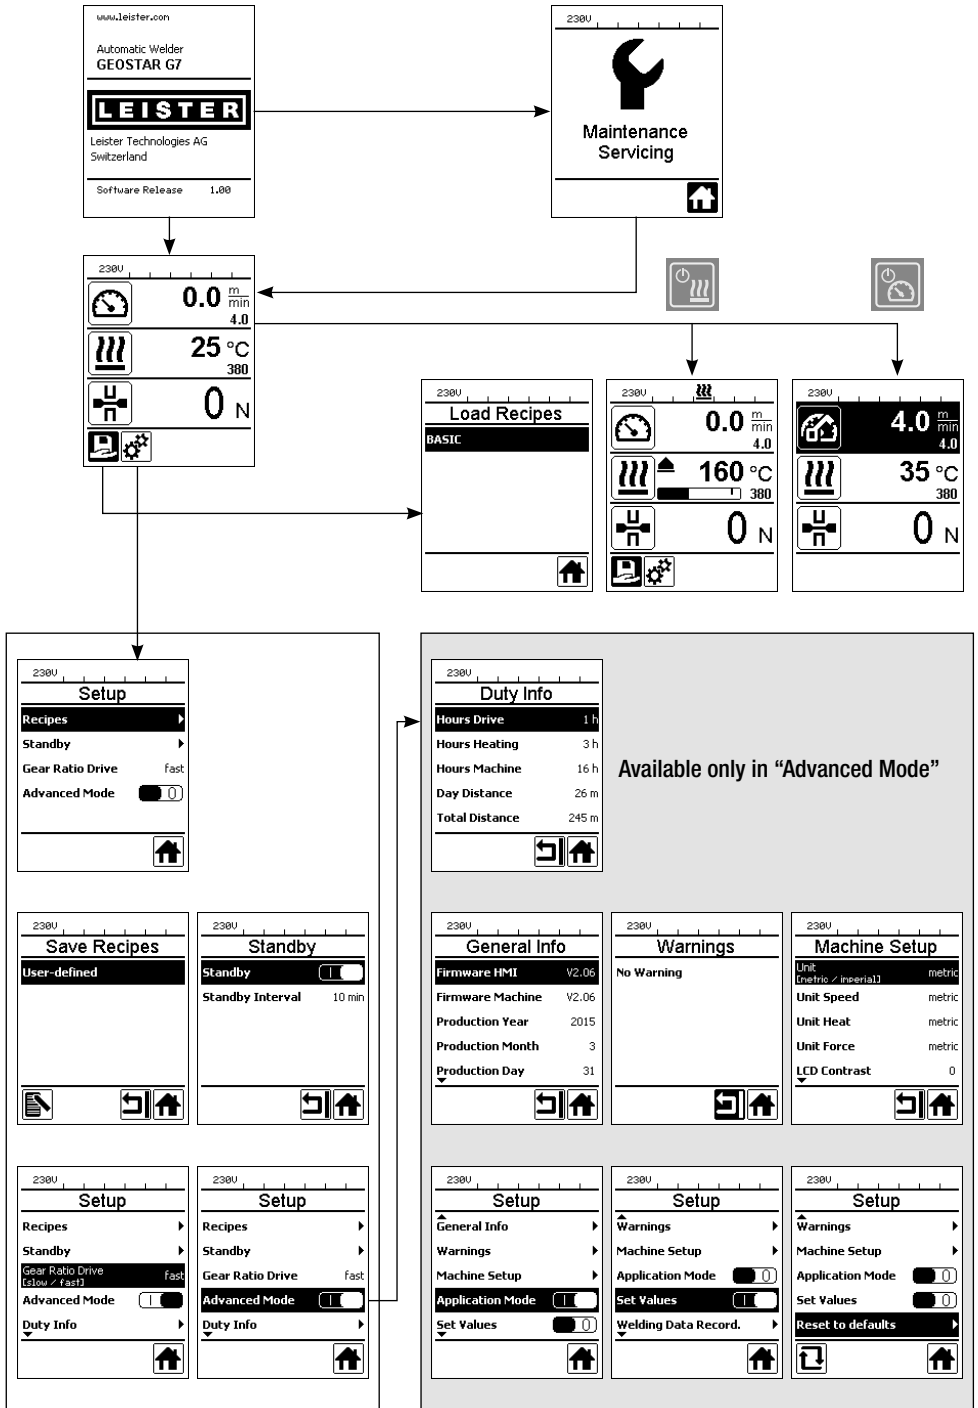 www.leister.com
Automatic Welder
GEOSTAR G7
LEISTER
Leister Technologies AG
Switzerland
Software Release 1.00
230V
Maintenance
Servicing
230V
0.0 m/min
4.0
25 °C
380
0 N
230V
Load Recipes
BASIC
230V
0.0 m/min
4.0
160 °C
380
0 N
230V
4.0 m/min
4.0
35 °C
380
0 N
230V
Setup
Recipes
Standby
Gear Ratio Drive fast
Advanced Mode 0
230V
Duty Info
Hours Drive 1 h
Hours Heating 3 h
Hours Machine 16 h
Day Distance 26 m
Total Distance 245 m
Available only in “Advanced Mode”
230V
Save Recipes
User-defined
230V
Standby
Standby I
Standby Interval 10 min
230V
General Info
Firmware HMI V2.06
Firmware Machine V2.06
Production Year 2015
Production Month 3
Production Day 31
230V
Warnings
No Warning
230V
Machine Setup
Unit metric
[metric / inperial]
Unit Speed metric
Unit Heat metric
Unit Force metric
LCD Contrast 0
230V
Setup
Recipes
Standby
Gear Ratio Drive fast
[slow / fast]
Advanced Mode I
Duty Info
230V
Setup
Recipes
Standby
Gear Ratio Drive fast
Advanced Mode I
Duty Info
230V
Setup
General Info
Warnings
Machine Setup
Application Mode I
Set Values 0
230V
Setup
Warnings
Machine Setup
Application Mode 0
Set Values I
Welding Data Record.
230V
Setup
Warnings
Machine Setup
Application Mode 0
Set Values 0
Reset to defaults